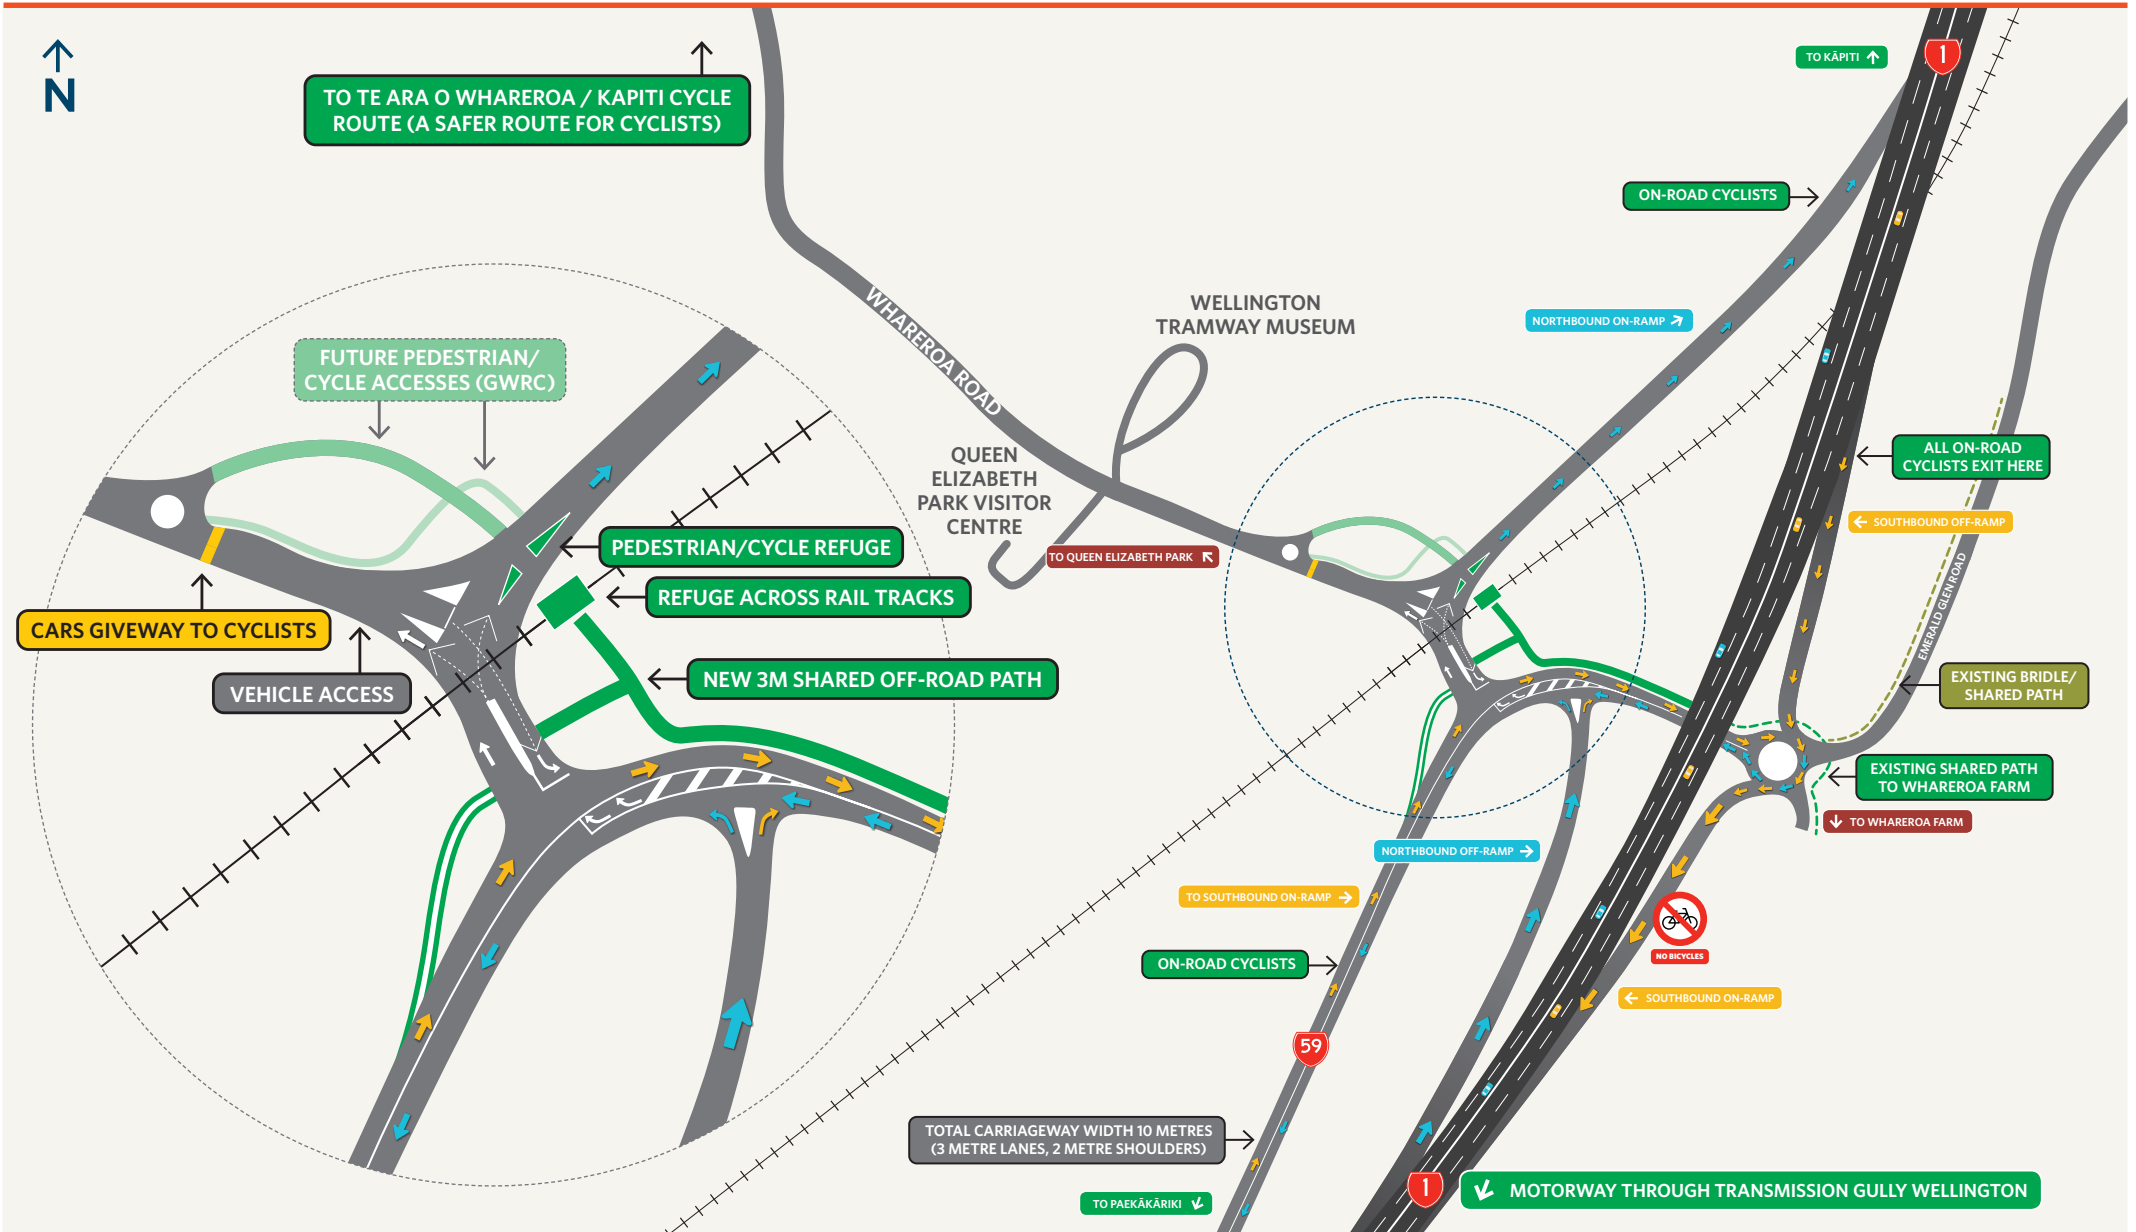 N
TO TE ARA O WHAREROA / KAPITI CYCLE
ROUTE (A SAFER ROUTE FOR CYCLISTS)
TO KĀPITI
1
ON-ROAD CYCLISTS
WHAREROA ROAD
WELLINGTON
TRAMWAY MUSEUM
NORTHBOUND ON-RAMP
FUTURE PEDESTRIAN/
CYCLE ACCESSES (GWRC)
QUEEN
ELIZABETH
PARK VISITOR
CENTRE
ALL ON-ROAD
CYCLISTS EXIT HERE
SOUTHBOUND OFF-RAMP
TO QUEEN ELIZABETH PARK
PEDESTRIAN/CYCLE REFUGE
REFUGE ACROSS RAIL TRACKS
CARS GIVEWAY TO CYCLISTS
EMERALD GLEN ROAD
NEW 3M SHARED OFF-ROAD PATH
VEHICLE ACCESS
EXISTING BRIDLE/
SHARED PATH
EXISTING SHARED PATH
TO WHAREROA FARM
TO WHAREROA FARM
NORTHBOUND OFF-RAMP
TO SOUTHBOUND ON-RAMP
NO BICYCLES
ON-ROAD CYCLISTS
SOUTHBOUND ON-RAMP
59
TOTAL CARRIAGEWAY WIDTH 10 METRES
(3 METRE LANES, 2 METRE SHOULDERS)
1
MOTORWAY THROUGH TRANSMISSION GULLY WELLINGTON
TO PAEKĀKĀRIKI